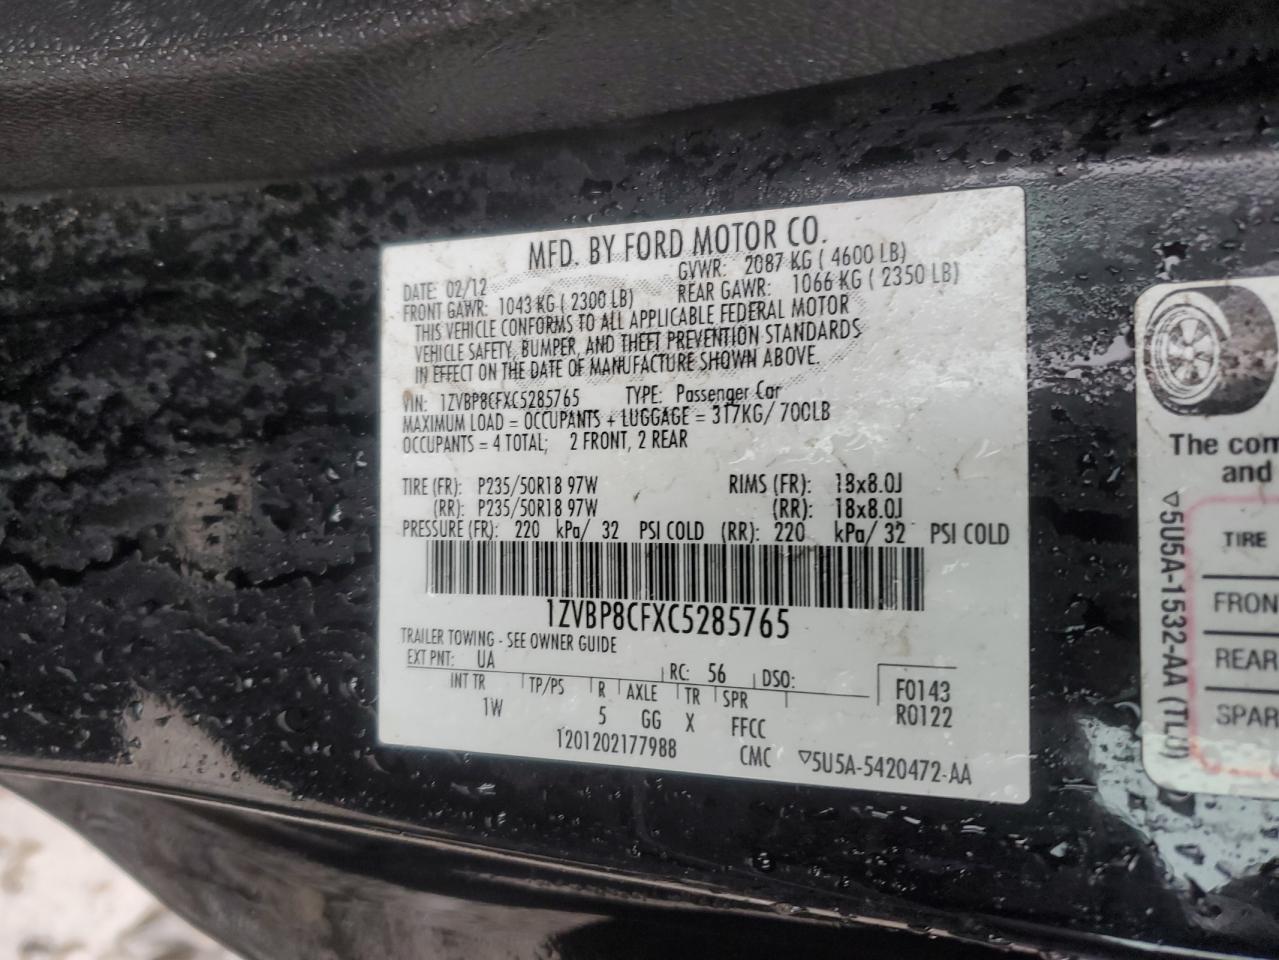 MFD. BY FORD MOTOR CO.
DATE: 02/12 GVWR: 2087 KG ( 4600 LB)
FRONT GAWR: 1043 KG ( 2300 LB) REAR GAWR: 1066 KG ( 2350 LB)
THIS VEHICLE CONFORMS TO ALL APPLICABLE FEDERAL MOTOR
VEHICLE SAFETY, BUMPER, AND THEFT PREVENTION STANDARDS
IN EFFECT ON THE DATE OF MANUFACTURE SHOWN ABOVE.
VIN: 1ZVBP8CFXC5285765 TYPE: Passenger Car
MAXIMUM LOAD = OCCUPANTS + LUGGAGE = 317KG/ 700LB
OCCUPANTS = 4 TOTAL; 2 FRONT, 2 REAR
TIRE (FR): P235/50R18 97W RIMS (FR): 18x8.0J
(RR): P235/50R18 97W (RR): 18x8.0J
PRESSURE (FR): 220 kPa/ 32 PSI COLD (RR): 220 kPa/ 32 PSI COLD
1ZVBP8CFXC5285765
TRAILER TOWING - SEE OWNER GUIDE
EXT PNT: UA RC: 56 DSO:
INT TR TP/PS R AXLE TR SPR F0143
1W 5 GG X FFCC R0122
1201202177988 CMC ▽5U5A-5420472-AA
The com
and
TIRE
FRON
REAR
SPAR
▽5U5A-1532-AA (TLU)